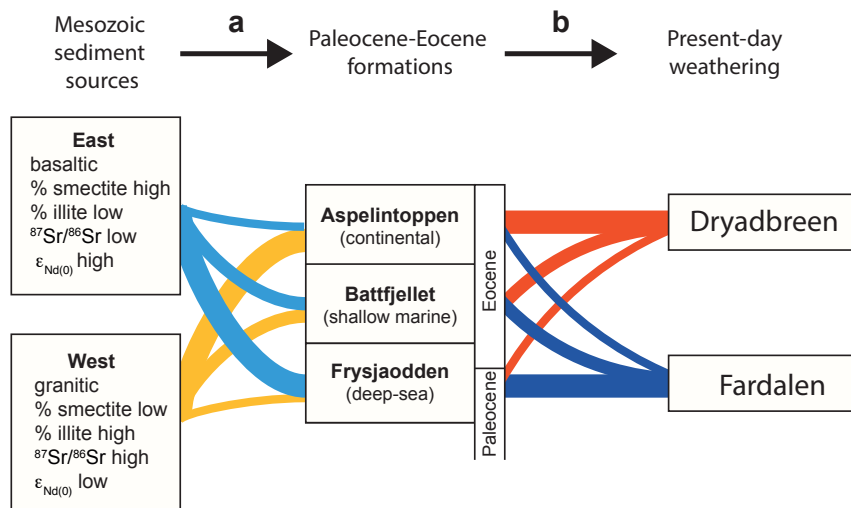 Mesozoic
sediment
sources
a
Paleocene-Eocene
formations
b
Present-day
weathering
East
basaltic
% smectite high
% illite low
⁸⁷Sr/⁸⁶Sr low
εNd(0) high
West
granitic
% smectite low
% illite high
⁸⁷Sr/⁸⁶Sr high
εNd(0) low
Aspelintoppen
(continental)
Battfjellet
(shallow marine)
Frysjaodden
(deep-sea)
Eocene
Paleocene
Dryadbreen
Fardalen